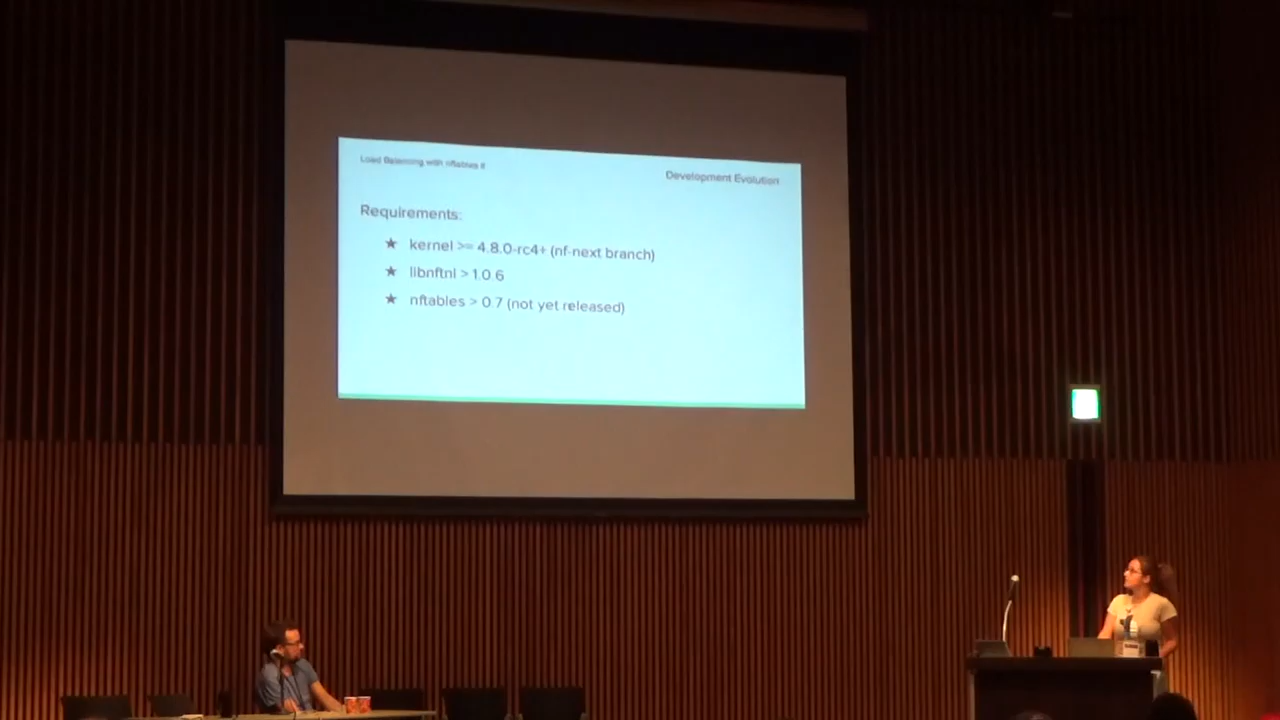 Load Balancing with nftables II
Development Evolution
Requirements:
★ kernel >= 4.8.0-rc4+ (nf-next branch)
★ libnftnl > 1.0.6
★ nftables > 0.7 (not yet released)